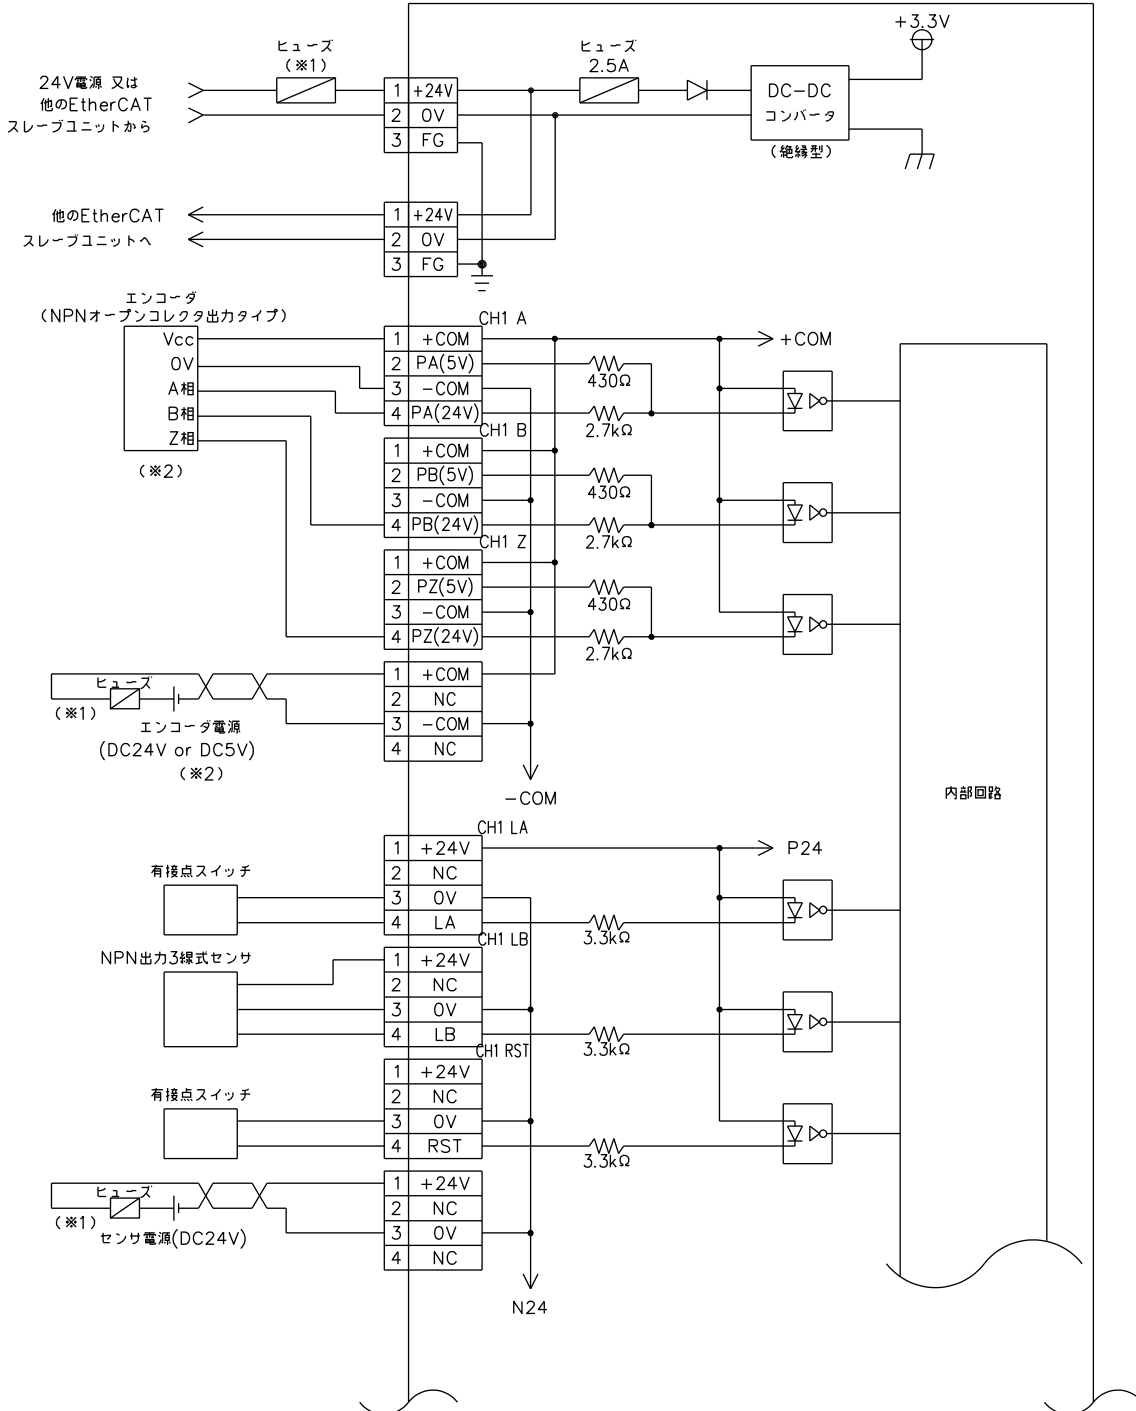 +3.3V
ヒューズ
(※1)
ヒューズ
2.5A
24V電源 又は
他のEtherCAT
スレーブユニットから
1 +24V
2 0V
3 FG
DC−DC
コンバータ
(絶縁型)
他のEtherCAT
スレーブユニットへ
1 +24V
2 0V
3 FG
エンコーダ
(NPNオープンコレクタ出力タイプ)
Vcc
0V
A相
B相
Z相
(※2)
CH1 A
1 +COM
2 PA(5V)
3 −COM
4 PA(24V)
430Ω
2.7kΩ
+COM
CH1 B
1 +COM
2 PB(5V)
3 −COM
4 PB(24V)
430Ω
2.7kΩ
CH1 Z
1 +COM
2 PZ(5V)
3 −COM
4 PZ(24V)
430Ω
2.7kΩ
1 +COM
2 NC
3 −COM
4 NC
ヒューズ
(※1)
エンコーダ電源
(DC24V or DC5V)
(※2)
−COM
内部回路
CH1 LA
1 +24V
2 NC
3 0V
4 LA
3.3kΩ
P24
有接点スイッチ
NPN出力3線式センサ
CH1 LB
1 +24V
2 NC
3 0V
4 LB
3.3kΩ
CH1 RST
1 +24V
2 NC
3 0V
4 RST
3.3kΩ
有接点スイッチ
1 +24V
2 NC
3 0V
4 NC
ヒューズ
(※1)
センサ電源(DC24V)
N24